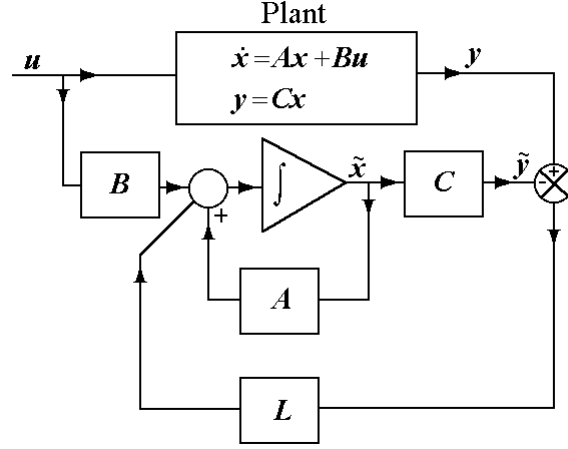 Plant
u
ẋ = Ax + Bu
y = Cx
y
B
+
∫
x̃
C
ỹ
+
-
A
L